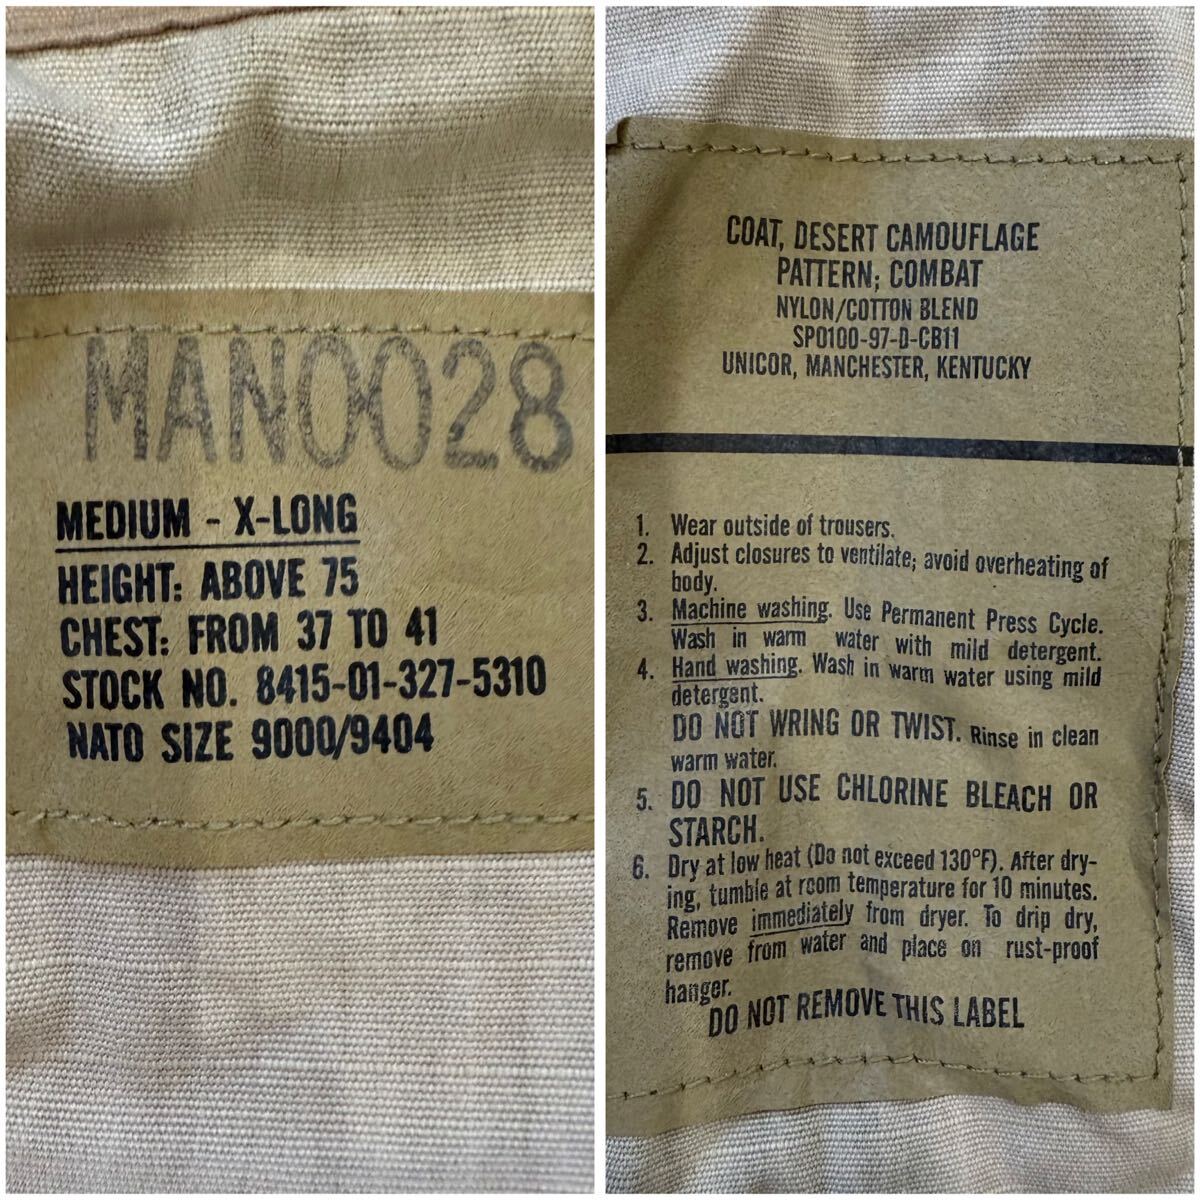 MAN0028
MEDIUM - X-LONG
HEIGHT: ABOVE 75
CHEST: FROM 37 TO 41
STOCK NO. 8415-01-327-5310
NATO SIZE 9000/9404
COAT, DESERT CAMOUFLAGE
PATTERN; COMBAT
NYLON/COTTON BLEND
SPO100-97-D-CB11
UNICOR, MANCHESTER, KENTUCKY
1. Wear outside of trousers.
2. Adjust closures to ventilate; avoid overheating of
body.
3. Machine washing. Use Permanent Press Cycle.
Wash in warm water with mild detergent.
4. Hand washing. Wash in warm water using mild
detergent.
DO NOT WRING OR TWIST. Rinse in clean
warm water.
5. DO NOT USE CHLORINE BLEACH OR
STARCH.
6. Dry at low heat (Do not exceed 130°F). After dry-
ing, tumble at room temperature for 10 minutes.
Remove immediately from dryer. To drip dry,
remove from water and place on rust-proof
hanger.
DO NOT REMOVE THIS LABEL